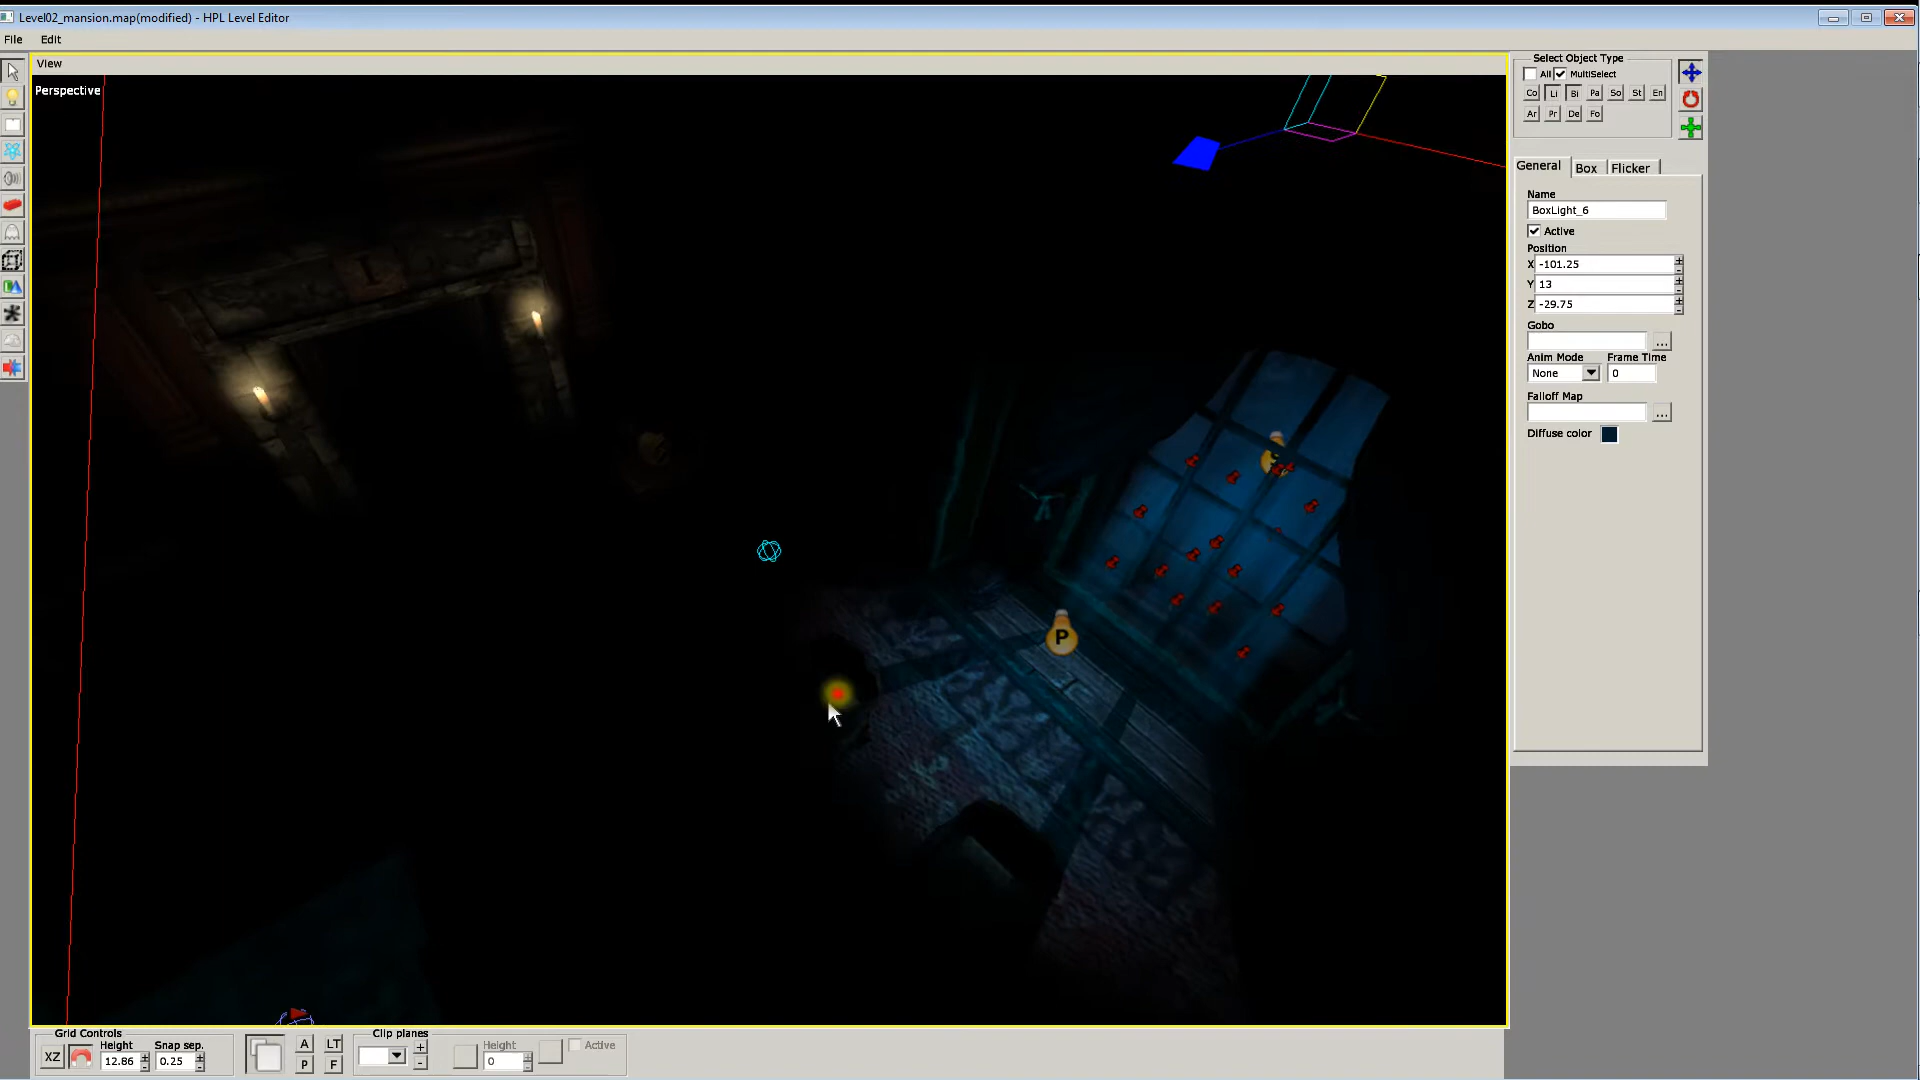 Level02_mansion.map(modified) - HPL Level Editor
File Edit
View
Perspective
P
Select Object Type
All MultiSelect
Co Li Bi Pa So St En
Ar Pr De Fo
General Box Flicker
Name
BoxLight_6
Active
Position
X -101.25
Y 13
Z -29.75
Gobo
...
Anim Mode Frame Time
None 0
Falloff Map
...
Diffuse color
Grid Controls
XZ Height Snap sep.
12.86 0.25
A LT
P F
Clip planes
Height Active
0